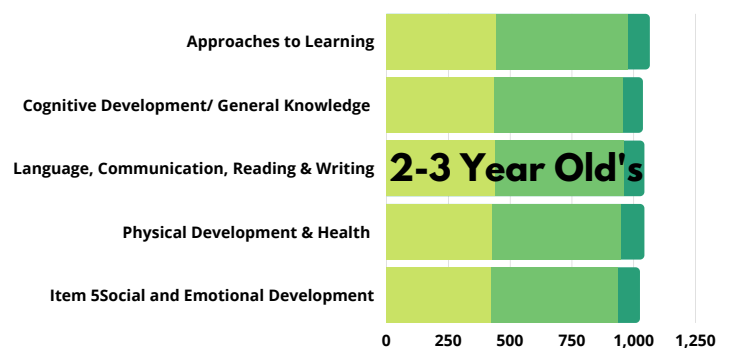 Approaches to Learning
Cognitive Development/ General Knowledge
Language, Communication, Reading & Writing
2-3 Year Old's
Physical Development & Health
Item 5Social and Emotional Development
0 250 500 750 1,000 1,250